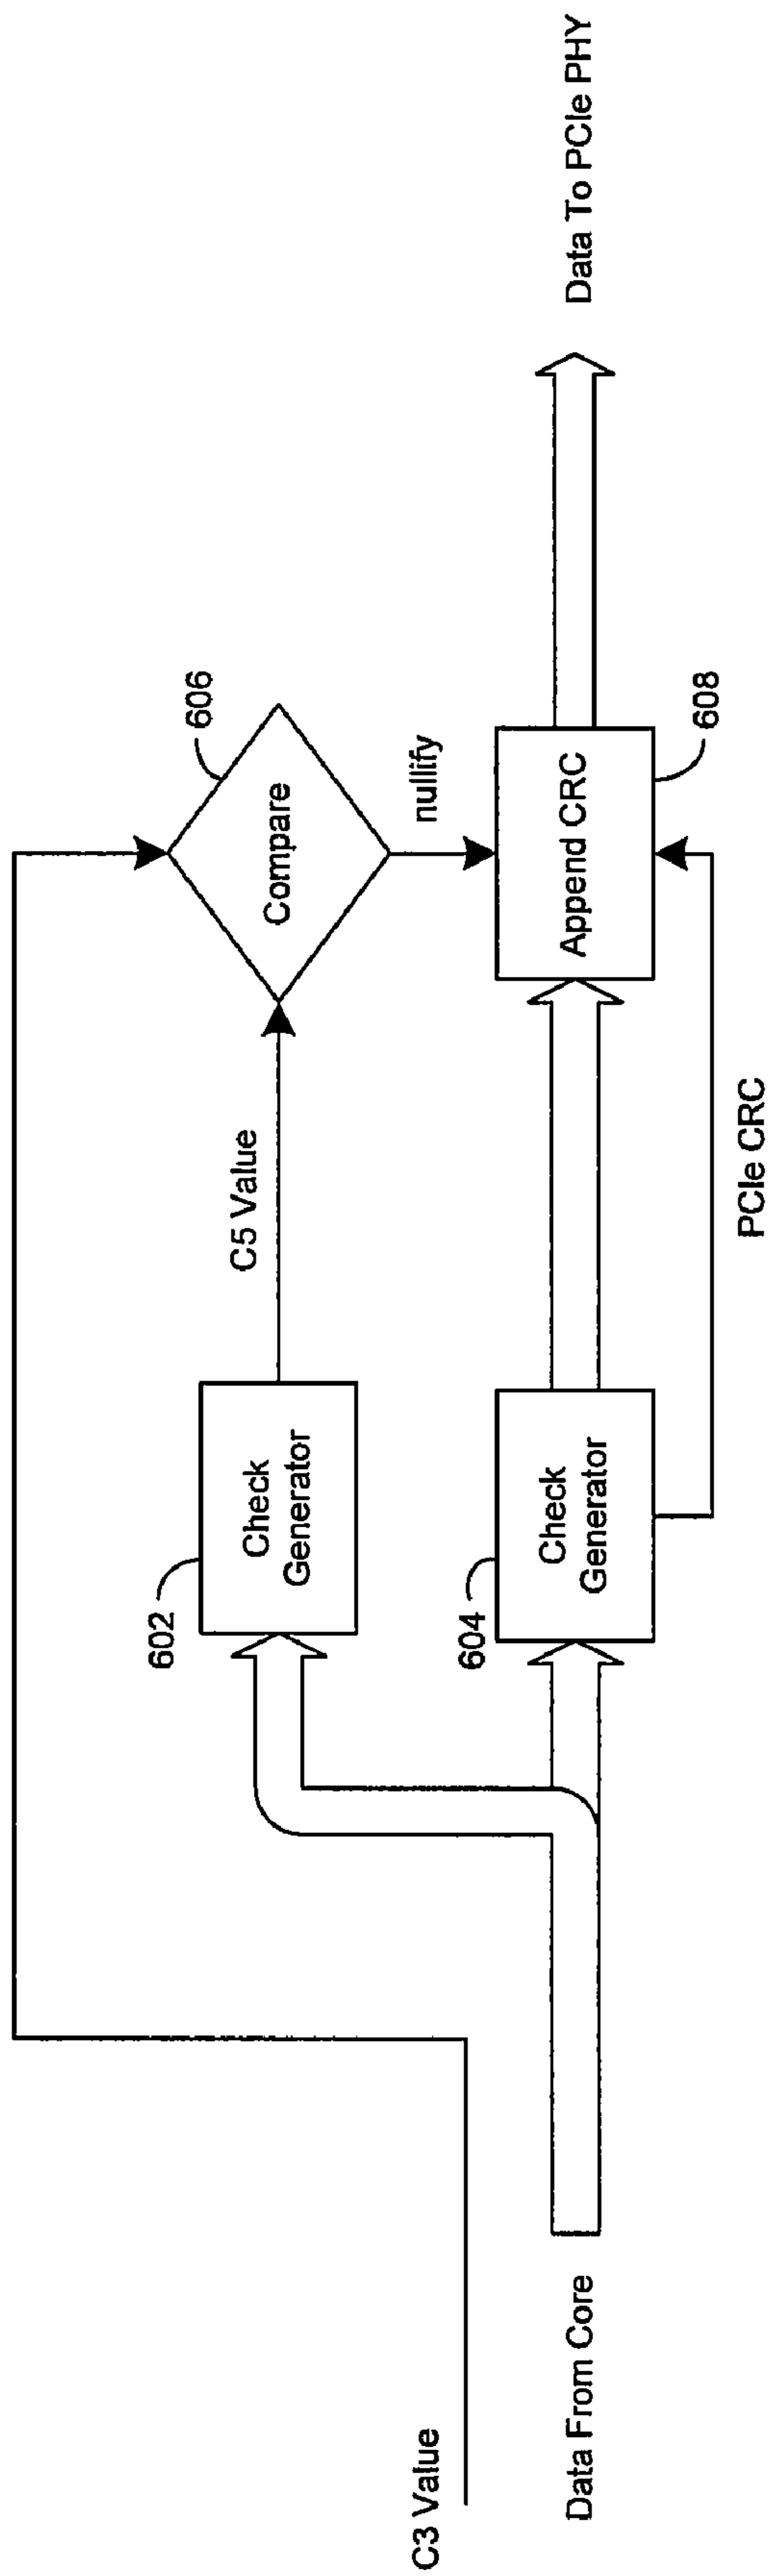 C3 Value
Data From Core
602
Check
Generator
604
Check
Generator
C5 Value
PCIe CRC
606
Compare
nullify
Append CRC
608
Data To PCIe PHY